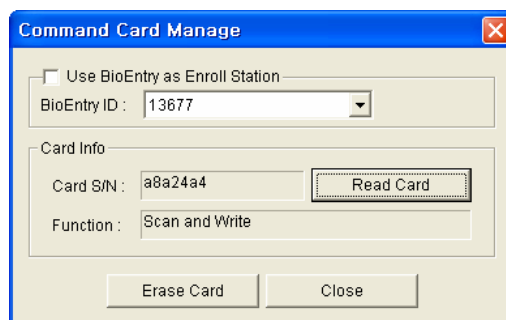 Command Card Manage
Use BioEntry as Enroll Station
BioEntry ID : 13677
Card Info
Card S/N : a8a24a4 Read Card
Function : Scan and Write
Erase Card Close